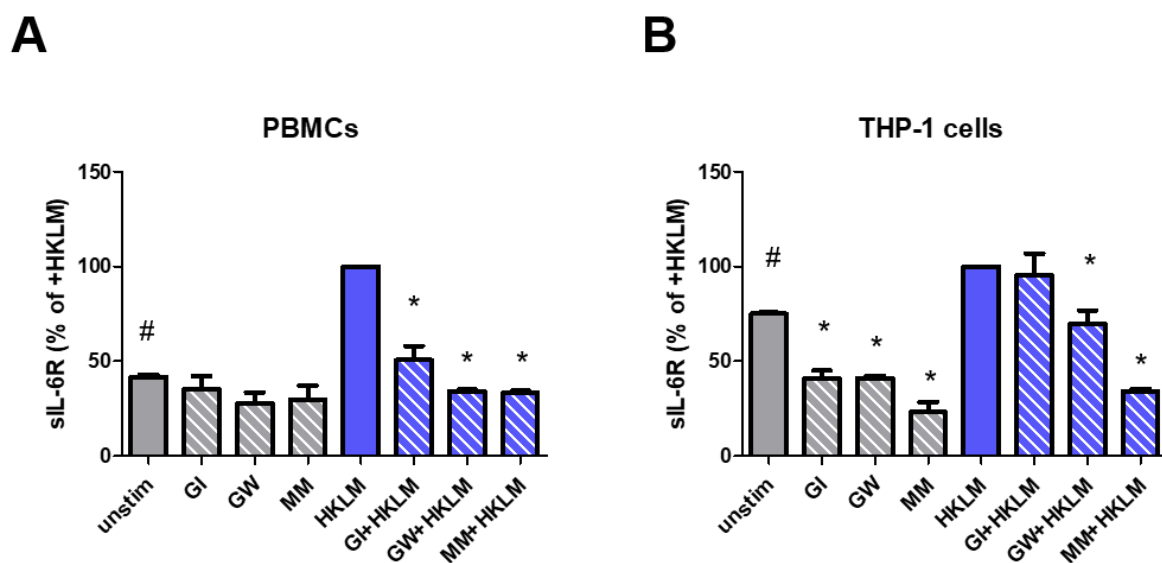 A
PBMCs
sIL-6R (% of +HKLM)
150
100
50
0
#
*
*
*
unstim
GI
GW
MM
HKLM
GI+HKLM
GW+HKLM
MM+HKLM
B
THP-1 cells
sIL-6R (% of +HKLM)
150
100
50
0
#
*
*
*
*
*
unstim
GI
GW
MM
HKLM
GI+HKLM
GW+HKLM
MM+HKLM